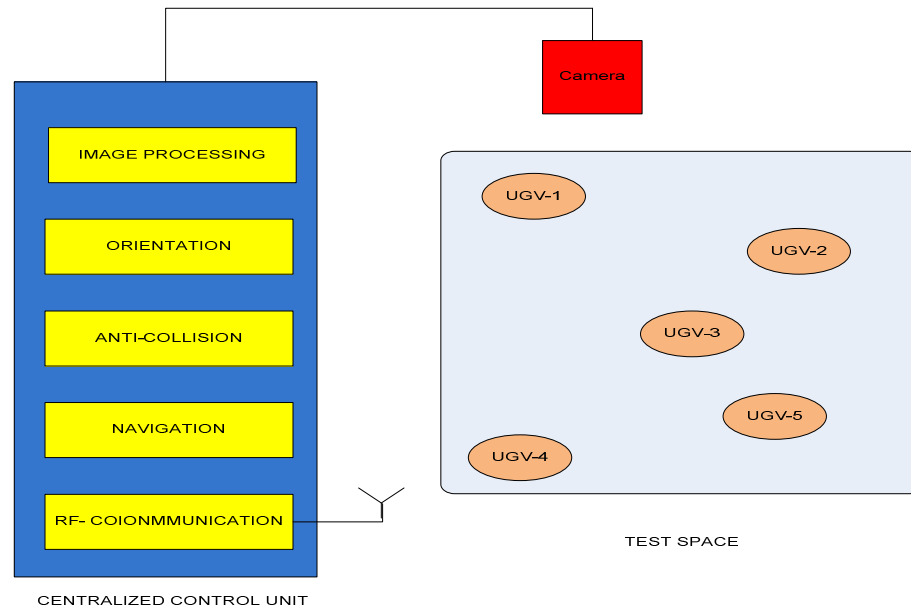 Camera
IMAGE PROCESSING
ORIENTATION
ANTI-COLLISION
NAVIGATION
RF- COIONMMUNICATION
CENTRALIZED CONTROL UNIT
UGV-1
UGV-2
UGV-3
UGV-5
UGV-4
TEST SPACE